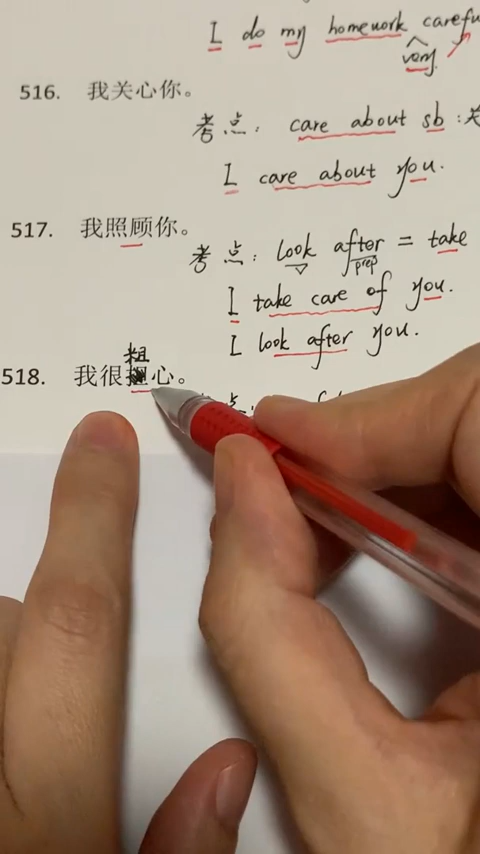 I do my homework
very
516. 我关心你。
考点: care about sb:关
I care about you.
517. 我照顾你。
考点: look after = take
prep
I take care of you.
I look after you.
粗
518. 我很心。